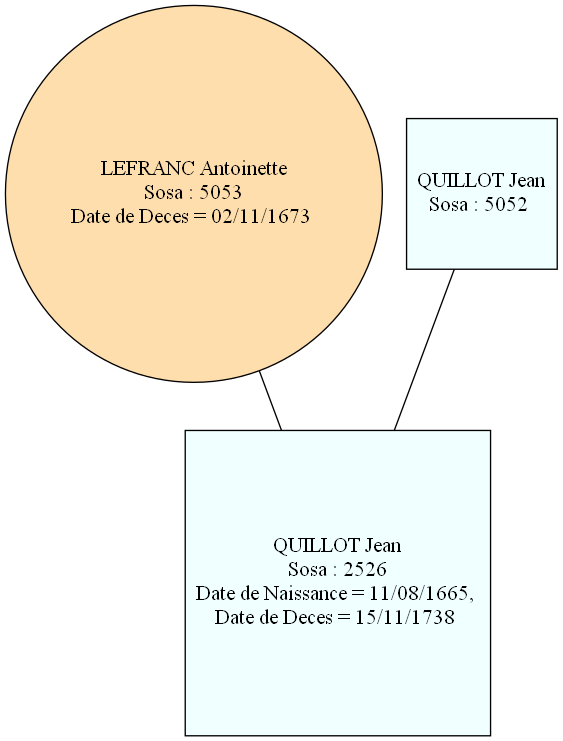 LEFRANC Antoinette
Sosa : 5053
Date de Deces = 02/11/1673
QUILLOT Jean
Sosa : 5052
QUILLOT Jean
Sosa : 2526
Date de Naissance = 11/08/1665,
Date de Deces = 15/11/1738